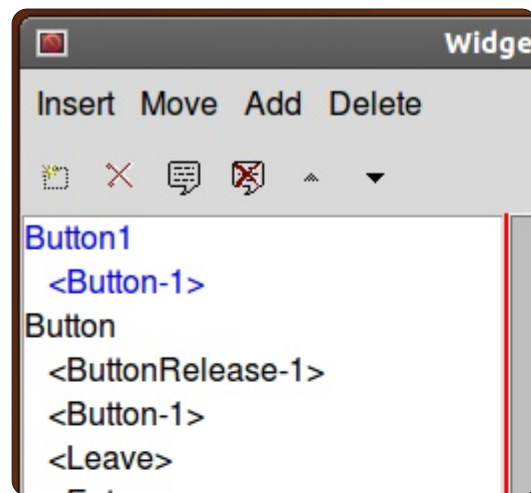 Widge
Insert Move Add Delete
Button1
<Button-1>
Button
<ButtonRelease-1>
<Button-1>
<Leave>